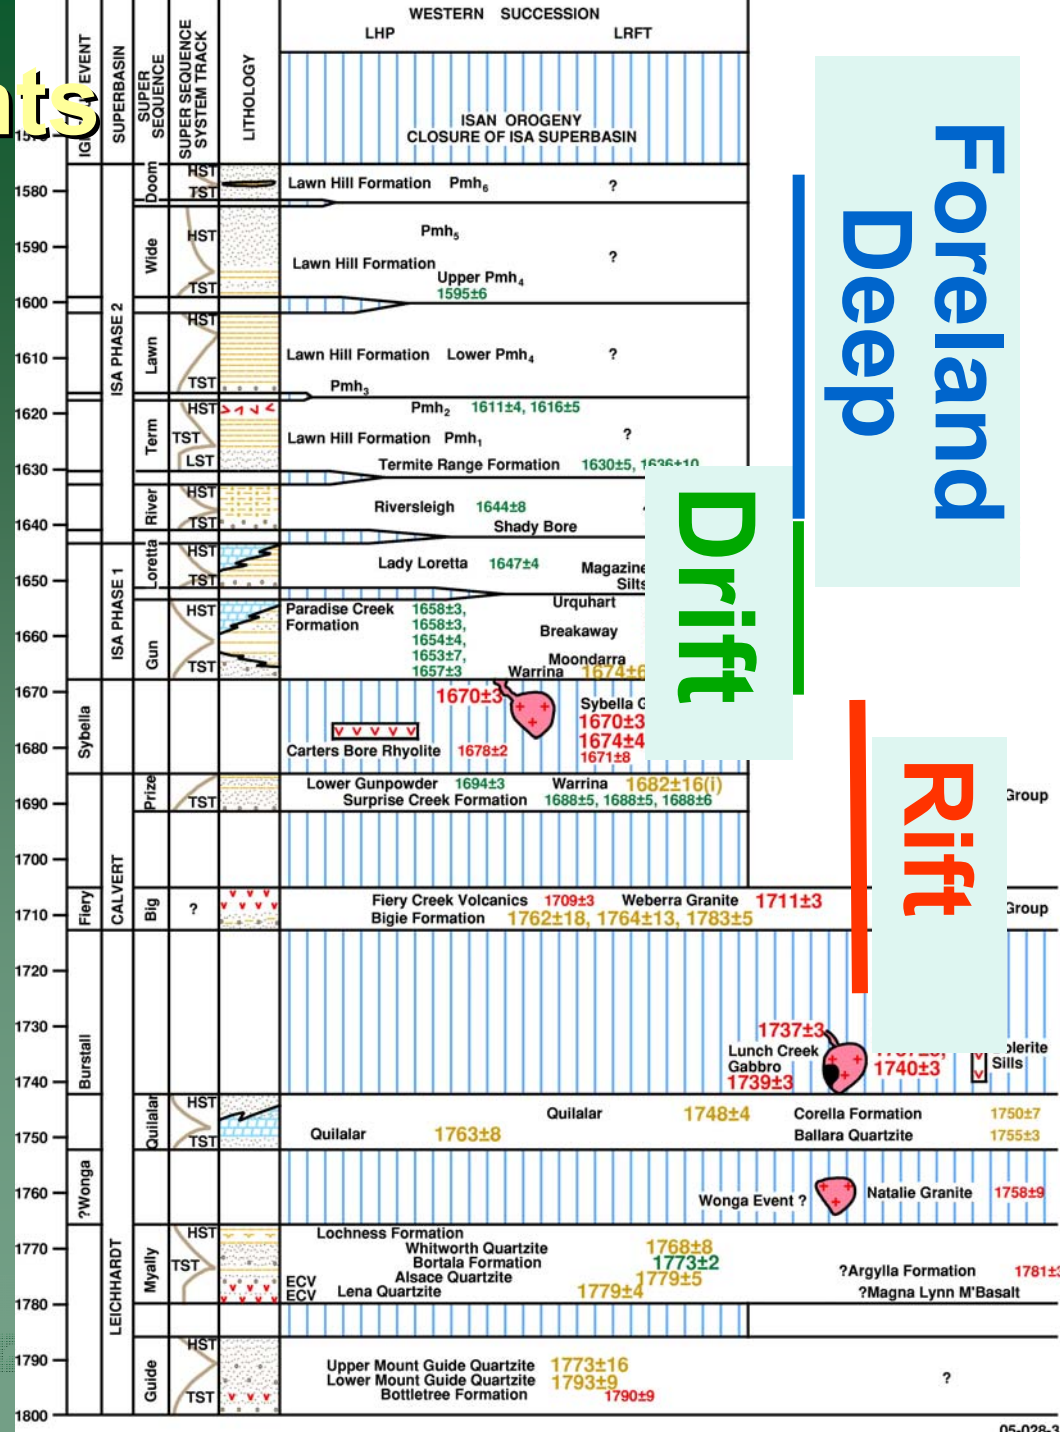 WESTERN SUCCESSION
LHP LRFT
EVENT
SUPERBASIN
SUPER SEQUENCE
SUPER SEQUENCE SYSTEM TRACK
LITHOLOGY
nts
ISAN OROGENY
CLOSURE OF ISA SUPERBASIN
Foreland
Deep
Drift
Rift
1580
1590
1600
1610
1620
1630
1640
1650
1660
1670
1680
1690
1700
1710
1720
1730
1740
1750
1760
1770
1780
1790
1800
Sybella
Fiery
Burstall
?Wonga
ISA PHASE 2
ISA PHASE 1
CALVERT
LEICHHARDT
Doom
HST
TST
Lawn Hill Formation Pmh6 ?
Wide
HST
TST
Pmh5
Lawn Hill Formation ?
Upper Pmh4
1595±6
Lawn
HST
TST
Lawn Hill Formation Lower Pmh4 ?
Pmh3
Term
HST
TST
LST
Pmh2 1611±4, 1616±5
Lawn Hill Formation Pmh1 ?
Termite Range Formation 1630±5, 1636±10
River
HST
TST
Riversleigh 1644±8
Shady Bore
Loretta
HST
TST
Lady Loretta 1647±4 Magazine
Silts
Gun
HST
TST
Urquhart
Paradise Creek 1658±3,
Formation 1658±3,
Breakaway
1654±4,
1653±7, Moondarra
1657±3 Warrina 1674±6
1670±3 Sybella G
1670±3
1674±4
Carters Bore Rhyolite 1678±2 1671±8
Prize
TST
Lower Gunpowder 1694±3 Warrina 1682±16(i)
Surprise Creek Formation 1688±5, 1688±5, 1688±6
Group
Big
?
Fiery Creek Volcanics 1709±3 Weberra Granite 1711±3
Bigie Formation 1762±18, 1764±13, 1783±5
Group
1737±3
Lunch Creek
Gabbro
1739±3
1740±3
olerite
Sills
Quilalar
HST
TST
Quilalar 1748±4 Corella Formation 1750±7
Quilalar 1763±8 Ballara Quartzite 1755±3
Wonga Event ? Natalie Granite 1758±9
Myally
HST
TST
Lochness Formation
Whitworth Quartzite 1768±8
Bortala Formation 1773±2
ECV Alsace Quartzite 1779±5 ?Argylla Formation 1781±3
ECV Lena Quartzite 1779±4 ?Magna Lynn M'Basalt
Guide
HST
TST
Upper Mount Guide Quartzite 1773±16
Lower Mount Guide Quartzite 1793±9 ?
Bottletree Formation 1790±9
05-028-3